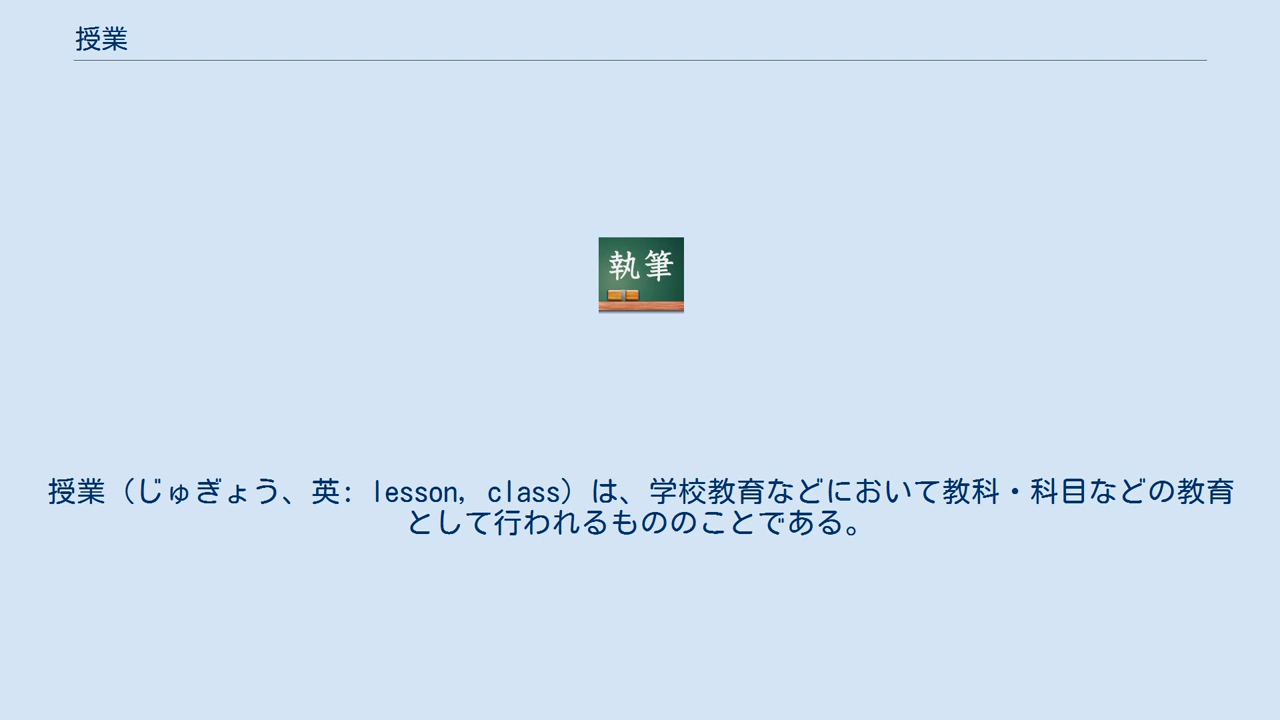 授業
執筆
授業（じゅぎょう、英: lesson, class）は、学校教育などにおいて教科・科目などの教育
として行われるもののことである。